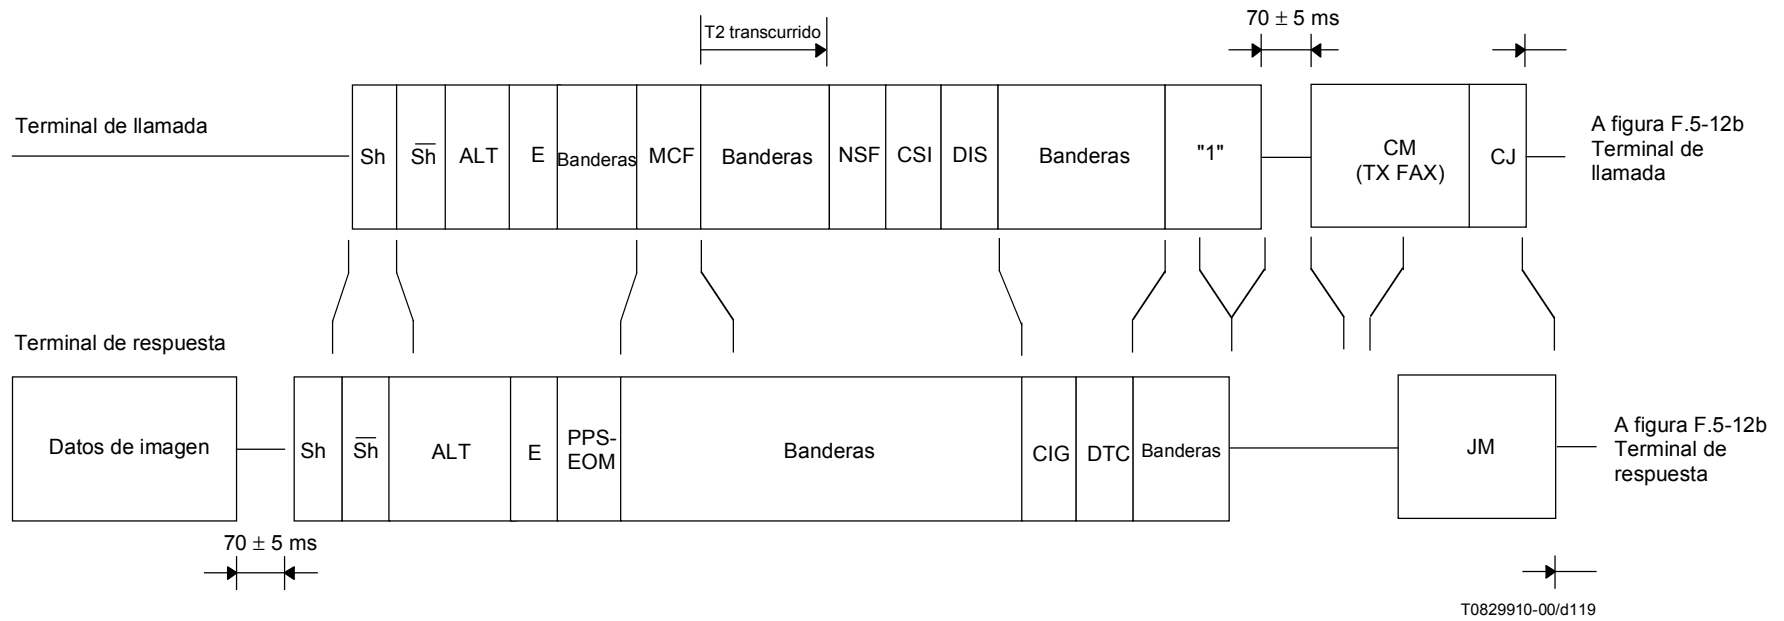 T2 transcurrido
70 ± 5 ms
Terminal de llamada
Sh
S̅h̅
ALT
E
Banderas
MCF
Banderas
NSF
CSI
DIS
Banderas
"1"
CM
(TX FAX)
CJ
A figura F.5-12b
Terminal de
llamada
Terminal de respuesta
Datos de imagen
Sh
S̅h̅
ALT
E
PPS-
EOM
Banderas
CIG
DTC
Banderas
JM
A figura F.5-12b
Terminal de
respuesta
70 ± 5 ms
T0829910-00/d119